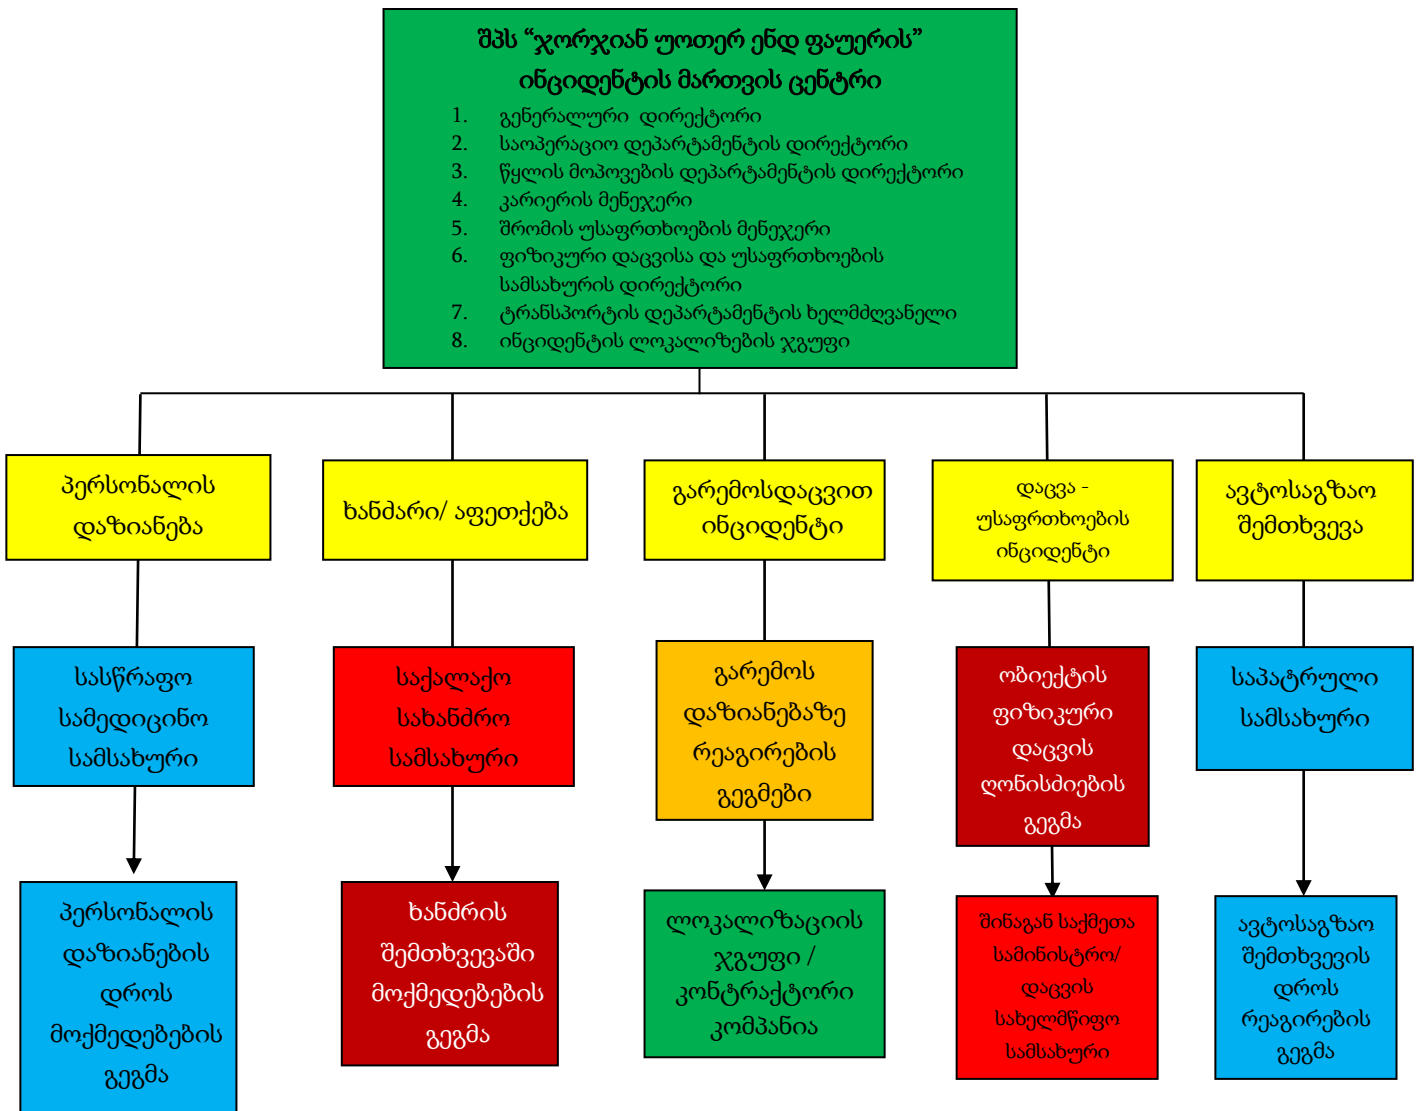 შპს “ჯორჯიან უოთერ ენდ ფაუერის”
ინციდენტის მართვის ცენტრი
1. გენერალური დირექტორი
2. საოპერაციო დეპარტამენტის დირექტორი
3. წყლის მოპოვების დეპარტამენტის დირექტორი
4. კარიერის მენეჯერი
5. შრომის უსაფრთხოების მენეჯერი
6. ფიზიკური დაცვისა და უსაფრთხოების
სამსახურის დირექტორი
7. ტრანსპორტის დეპარტამენტის ხელმძღვანელი
8. ინციდენტის ლოკალიზების ჯგუფი
პერსონალის
დაზიანება
ხანძარი/ აფეთქება
გარემოსდაცვით
ინციდენტი
დაცვა -
უსაფრთხოების
ინციდენტი
ავტოსაგზაო
შემთხვევა
სასწრაფო
სამედიცინო
სამსახური
საქალაქო
სახანძრო
სამსახური
გარემოს
დაზიანებაზე
რეაგირების
გეგმები
ობიექტის
ფიზიკური
დაცვის
ღონისძიების
გეგმა
საპატრული
სამსახური
პერსონალის
დაზიანების
დროს
მოქმედებების
გეგმა
ხანძრის
შემთხვევაში
მოქმედებების
გეგმა
ლოკალიზაციის
ჯგუფი /
კონტრაქტორი
კომპანია
შინაგან საქმეთა
სამინისტრო/
დაცვის
სახელმწიფო
სამსახური
ავტოსაგზაო
შემთხვევის
დროს
რეაგირების
გეგმა